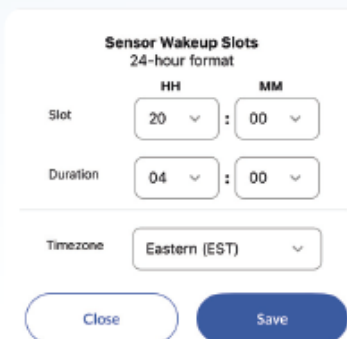 Sensor Wakeup Slots
24-hour format
HH MM
Slot 20 : 00
Duration 04 : 00
Timezone Eastern (EST)
Close Save